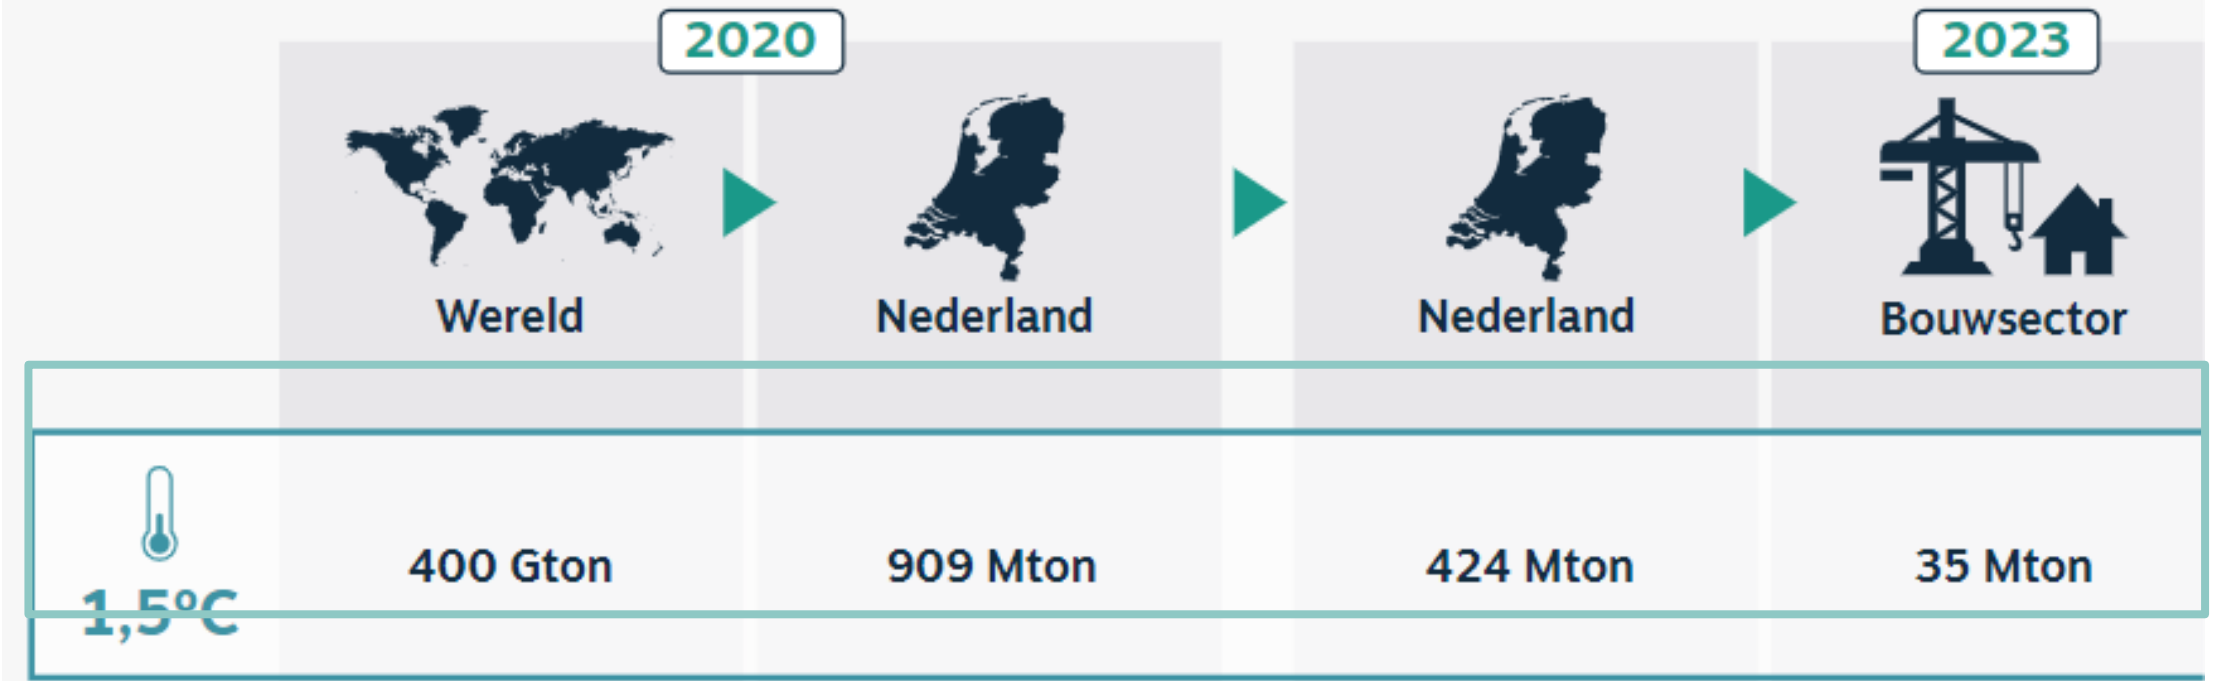 2020
2023
Wereld
Nederland
Nederland
Bouwsector
1,5°C
400 Gton
909 Mton
424 Mton
35 Mton